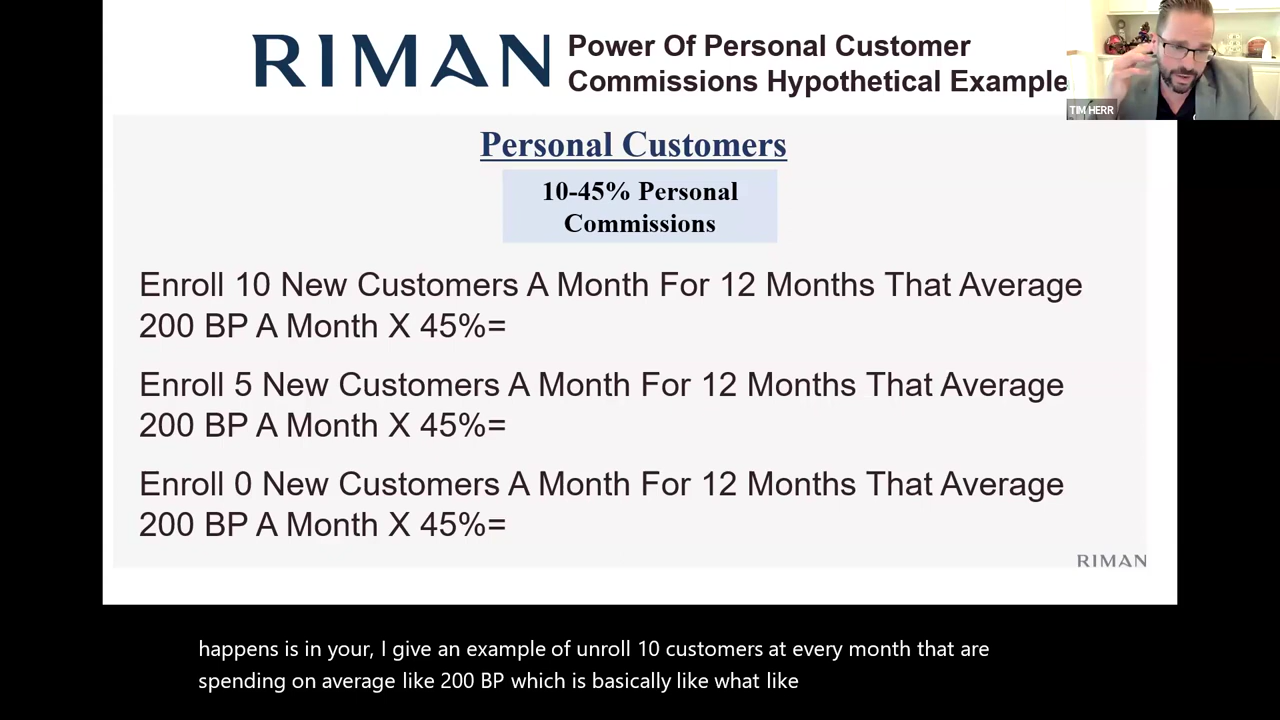 RIMAN
Power Of Personal Customer
Commissions Hypothetical Example
TIM HERR
Personal Customers
10-45% Personal
Commissions
Enroll 10 New Customers A Month For 12 Months That Average
200 BP A Month X 45%=
Enroll 5 New Customers A Month For 12 Months That Average
200 BP A Month X 45%=
Enroll 0 New Customers A Month For 12 Months That Average
200 BP A Month X 45%=
RIMAN
happens is in your, I give an example of unroll 10 customers at every month that are
spending on average like 200 BP which is basically like what like